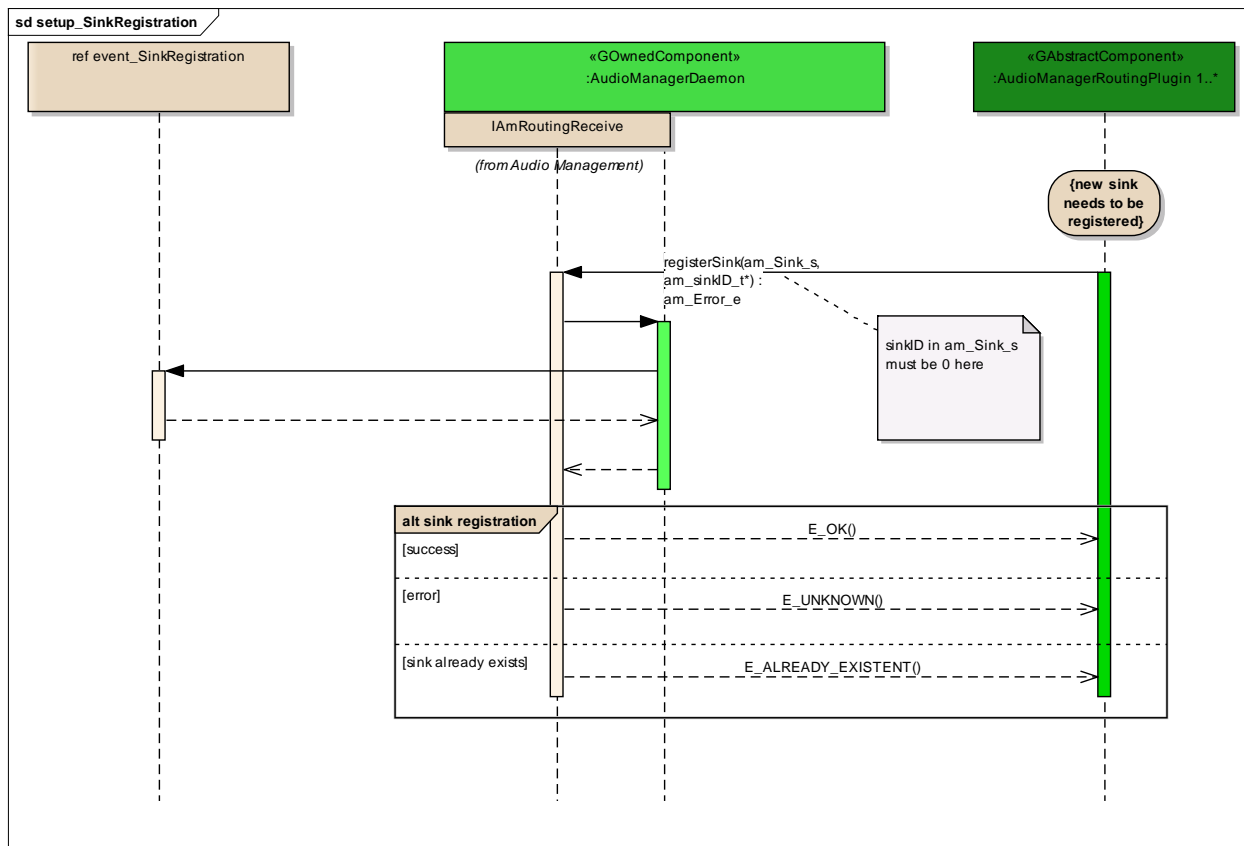 sd setup_SinkRegistration
ref event_SinkRegistration
«GOwnedComponent»
:AudioManagerDaemon
«GAbstractComponent»
:AudioManagerRoutingPlugin 1..*
IAmRoutingReceive
(from Audio Management)
{new sink
needs to be
registered}
registerSink(am_Sink_s,
am_sinkID_t*) :
am_Error_e
sinkID in am_Sink_s
must be 0 here
alt sink registration
E_OK()
[success]
[error]
E_UNKNOWN()
[sink already exists]
E_ALREADY_EXISTENT()